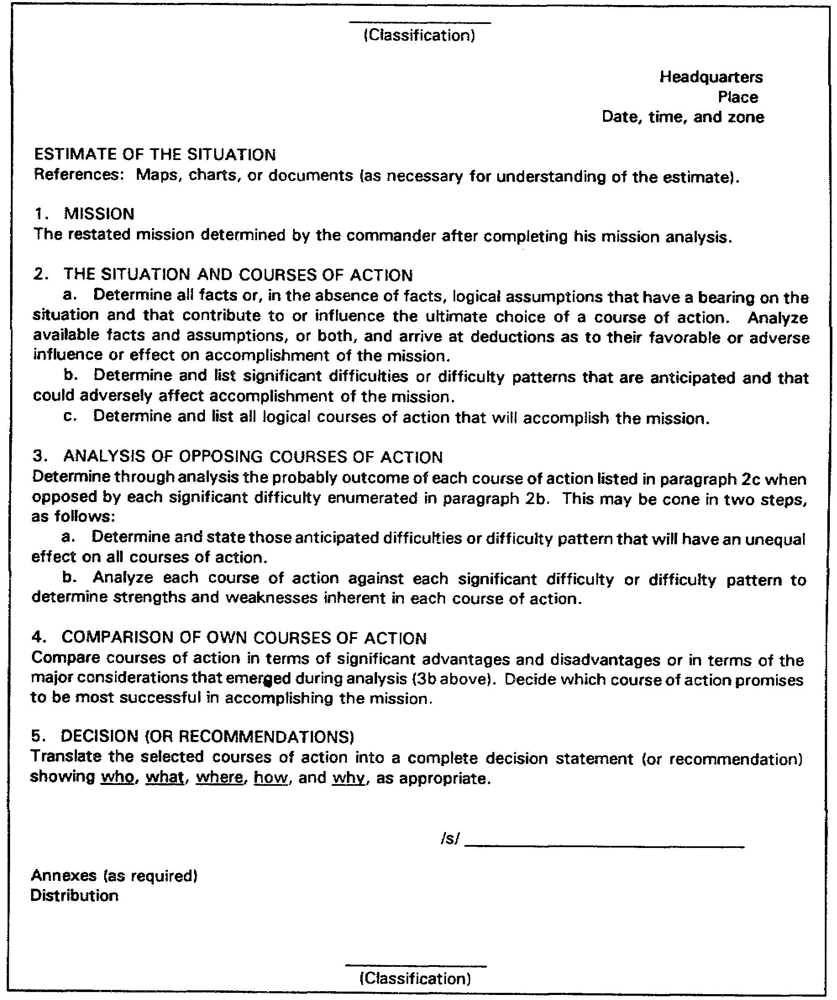 (Classification)
Headquarters
Place
Date, time, and zone
ESTIMATE OF THE SITUATION
References: Maps, charts, or documents (as necessary for understanding of the estimate).
1. MISSION
The restated mission determined by the commander after completing his mission analysis.
2. THE SITUATION AND COURSES OF ACTION
a. Determine all facts or, in the absence of facts, logical assumptions that have a bearing on the
situation and that contribute to or influence the ultimate choice of a course of action. Analyze
available facts and assumptions, or both, and arrive at deductions as to their favorable or adverse
influence or effect on accomplishment of the mission.
b. Determine and list significant difficulties or difficulty patterns that are anticipated and that
could adversely affect accomplishment of the mission.
c. Determine and list all logical courses of action that will accomplish the mission.
3. ANALYSIS OF OPPOSING COURSES OF ACTION
Determine through analysis the probably outcome of each course of action listed in paragraph 2c when
opposed by each significant difficulty enumerated in paragraph 2b. This may be cone in two steps,
as follows:
a. Determine and state those anticipated difficulties or difficulty pattern that will have an unequal
effect on all courses of action.
b. Analyze each course of action against each significant difficulty or difficulty pattern to
determine strengths and weaknesses inherent in each course of action.
4. COMPARISON OF OWN COURSES OF ACTION
Compare courses of action in terms of significant advantages and disadvantages or in terms of the
major considerations that emerged during analysis (3b above). Decide which course of action promises
to be most successful in accomplishing the mission.
5. DECISION (OR RECOMMENDATIONS)
Translate the selected courses of action into a complete decision statement (or recommendation)
showing who, what, where, how, and why, as appropriate.
/s/
Annexes (as required)
Distribution
(Classification)